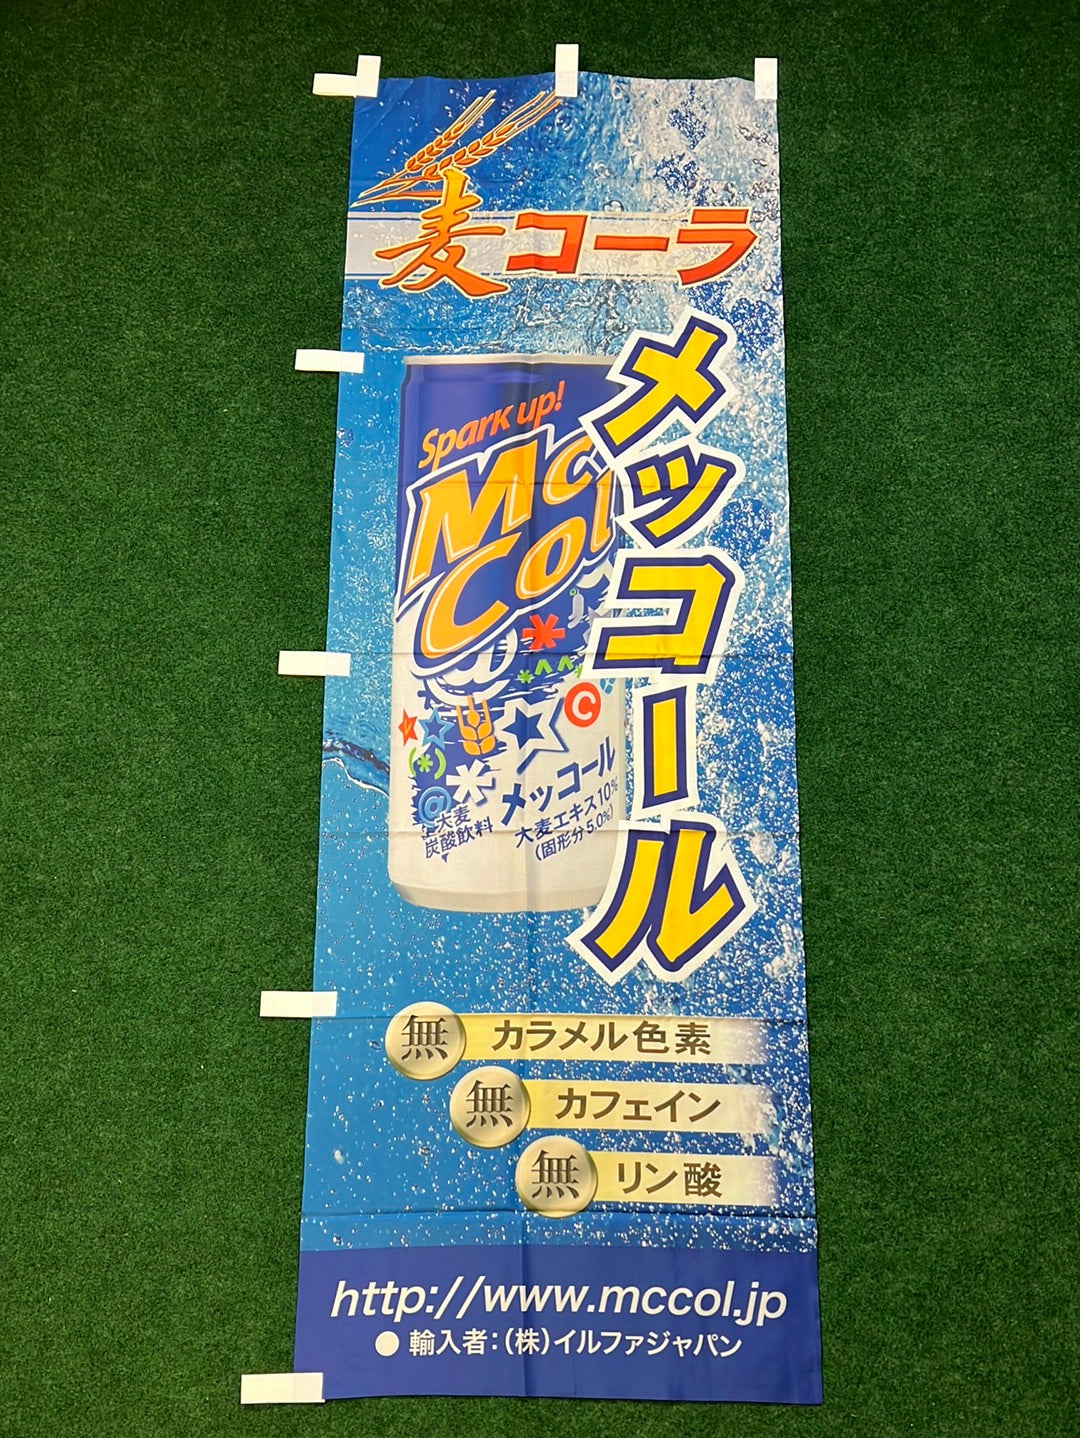 麦コーラ
メッコール
Spark up!
McCol
C
@
メッコール
大麦
炭酸飲料
大麦エキス10%
(固形分5.0%)
無 カラメル色素
無 カフェイン
無 リン酸
http://www.mccol.jp
● 輸入者：(株)イルファジャパン